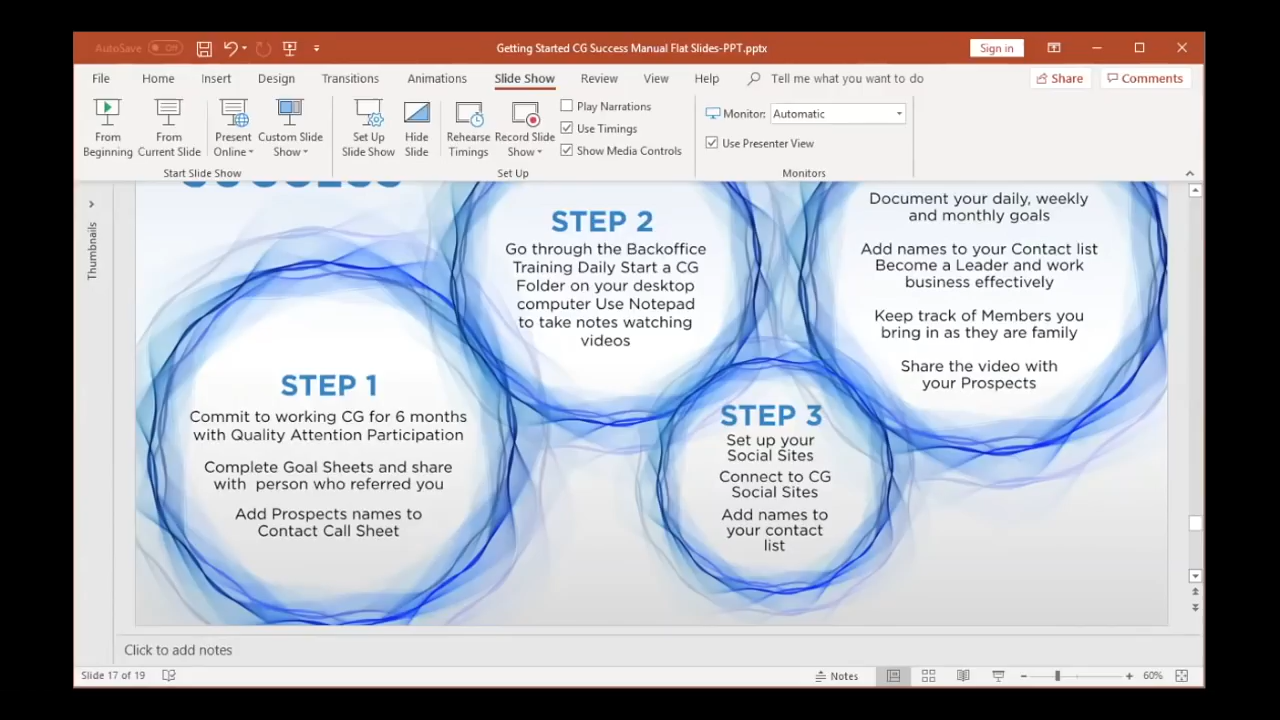 AutoSave Off
Getting Started CG Success Manual Flat Slides-PPT.pptx
Sign in
File Home Insert Design Transitions Animations Slide Show Review View Help Tell me what you want to do Share Comments
From Beginning
From Current Slide
Present Online
Custom Slide Show
Start Slide Show
Set Up Slide Show
Hide Slide
Rehearse Timings
Record Slide Show
Play Narrations
Use Timings
Show Media Controls
Set Up
Monitor: Automatic
Use Presenter View
Monitors
Thumbnails
SUCCESS
STEP 1
Commit to working CG for 6 months
with Quality Attention Participation
Complete Goal Sheets and share
with person who referred you
Add Prospects names to
Contact Call Sheet
STEP 2
Go through the Backoffice
Training Daily Start a CG
Folder on your desktop
computer Use Notepad
to take notes watching
videos
STEP 3
Set up your
Social Sites
Connect to CG
Social Sites
Add names to
your contact
list
Document your daily, weekly
and monthly goals
Add names to your Contact list
Become a Leader and work
business effectively
Keep track of Members you
bring in as they are family
Share the video with
your Prospects
Click to add notes
Slide 17 of 19
Notes
60%